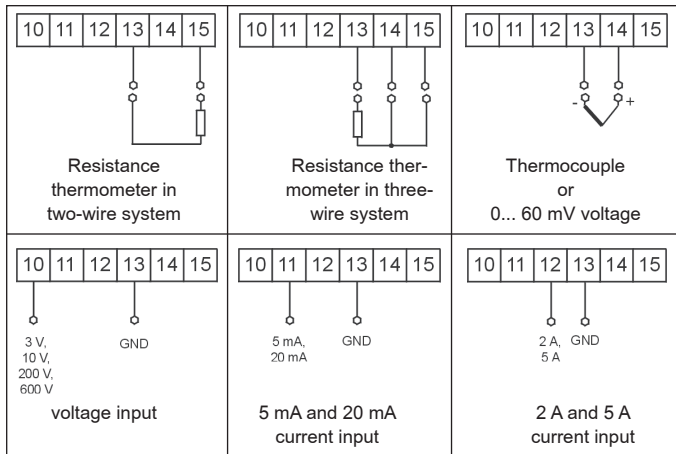 10 11 12 13 14 15
Resistance
thermometer in
two-wire system
10 11 12 13 14 15
Resistance ther-
mometer in three-
wire system
10 11 12 13 14 15
- +
Thermocouple
or
0... 60 mV voltage
10 11 12 13 14 15
3 V,
10 V,
200 V,
600 V
GND
voltage input
10 11 12 13 14 15
5 mA,
20 mA
GND
5 mA and 20 mA
current input
10 11 12 13 14 15
2 A,
5 A
GND
2 A and 5 A
current input